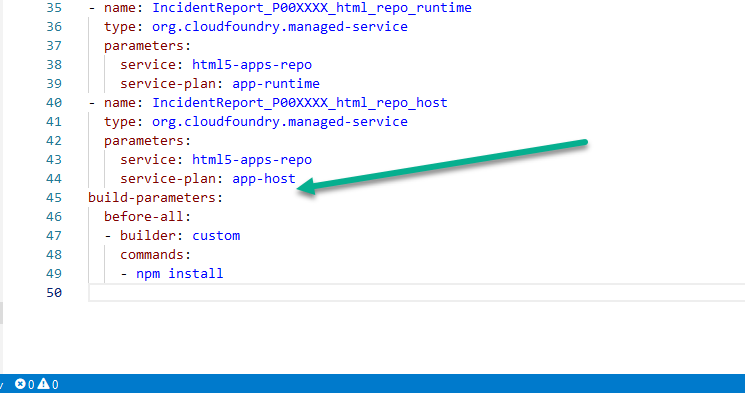 35 - name: IncidentReport_P00XXXX_html_repo_runtime
36 type: org.cloudfoundry.managed-service
37 parameters:
38 service: html5-apps-repo
39 service-plan: app-runtime
40 - name: IncidentReport_P00XXXX_html_repo_host
41 type: org.cloudfoundry.managed-service
42 parameters:
43 service: html5-apps-repo
44 service-plan: app-host
45 build-parameters:
46 before-all:
47 - builder: custom
48 commands:
49 - npm install
50
0 0